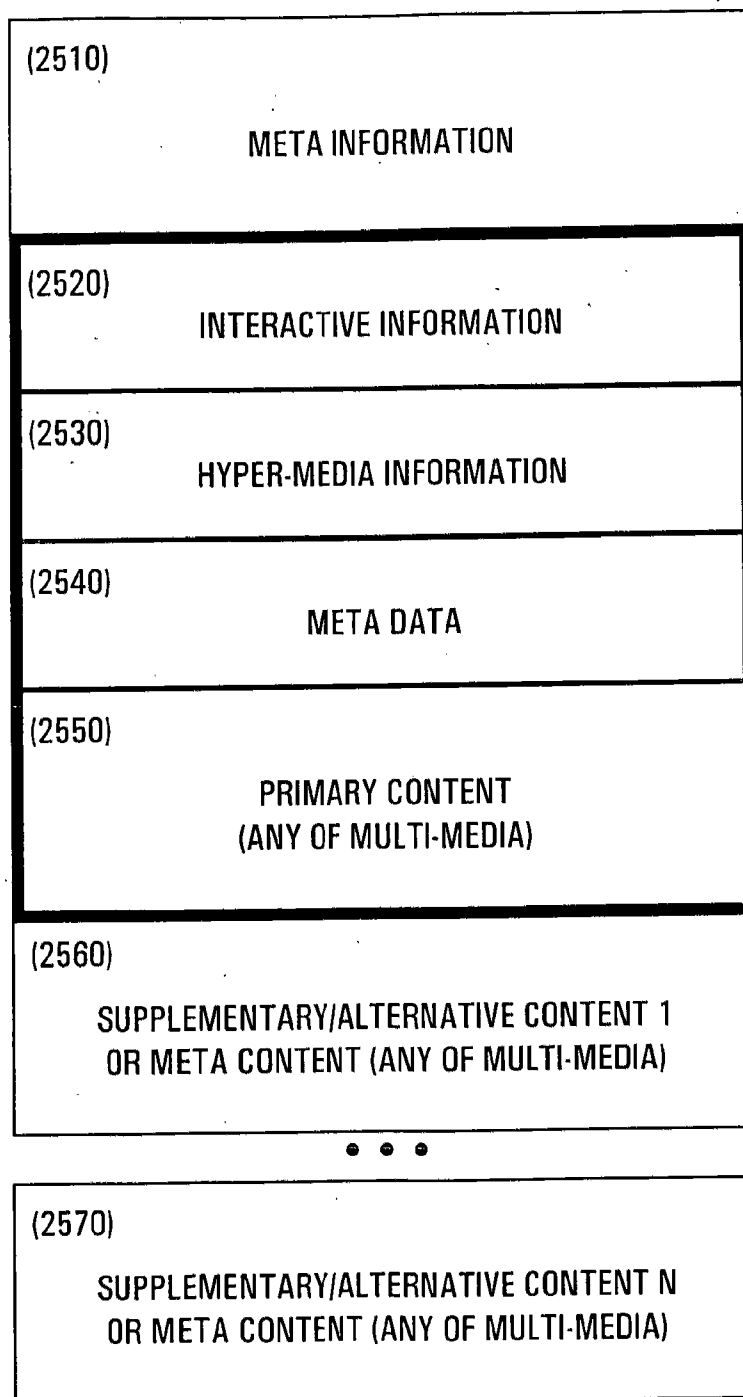 (2510)
META INFORMATION
(2520)
INTERACTIVE INFORMATION
(2530)
HYPER-MEDIA INFORMATION
(2540)
META DATA
(2550)
PRIMARY CONTENT
(ANY OF MULTI-MEDIA)
(2560)
SUPPLEMENTARY/ALTERNATIVE CONTENT 1
OR META CONTENT (ANY OF MULTI-MEDIA)
(2570)
SUPPLEMENTARY/ALTERNATIVE CONTENT N
OR META CONTENT (ANY OF MULTI-MEDIA)